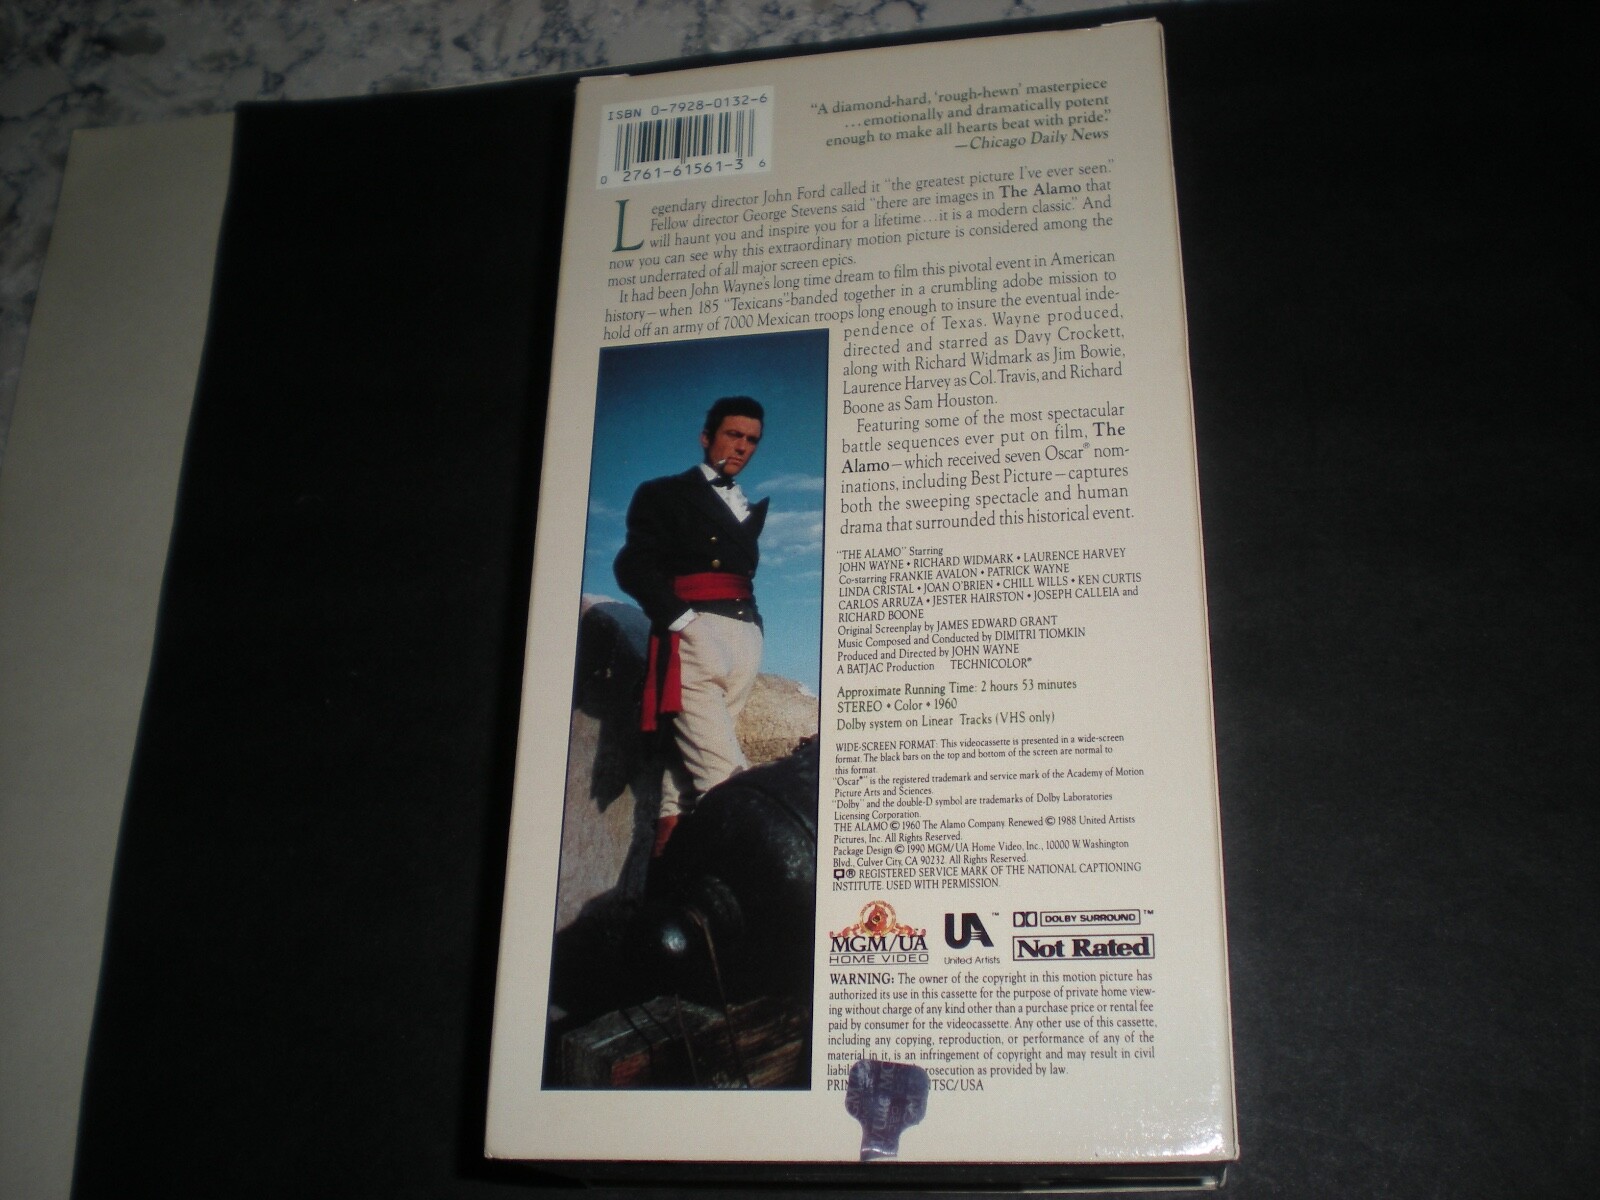 ISBN 0-7928-0132-6
0 2761-61561-3 6
"A diamond-hard, 'rough-hewn' masterpiece
...emotionally and dramatically potent
enough to make all hearts beat with pride."
—Chicago Daily News
Legendary director John Ford called it "the greatest picture I've ever seen."
Fellow director George Stevens said "there are images in The Alamo that
will haunt you and inspire you for a lifetime...it is a modern classic." And
now you can see why this extraordinary motion picture is considered among the
most underrated of all major screen epics.
It had been John Wayne's long time dream to film this pivotal event in American
history—when 185 "Texicans"-banded together in a crumbling adobe mission to
hold off an army of 7000 Mexican troops long enough to insure the eventual inde-
pendence of Texas. Wayne produced,
directed and starred as Davy Crockett,
along with Richard Widmark as Jim Bowie,
Laurence Harvey as Col. Travis, and Richard
Boone as Sam Houston.
Featuring some of the most spectacular
battle sequences ever put on film, The
Alamo—which received seven Oscar® nom-
inations, including Best Picture—captures
both the sweeping spectacle and human
drama that surrounded this historical event.
"THE ALAMO" Starring
JOHN WAYNE • RICHARD WIDMARK • LAURENCE HARVEY
Co-starring FRANKIE AVALON • PATRICK WAYNE
LINDA CRISTAL • JOAN O'BRIEN • CHILL WILLS • KEN CURTIS
CARLOS ARRUZA • JESTER HAIRSTON • JOSEPH CALLEIA and
RICHARD BOONE
Original Screenplay by JAMES EDWARD GRANT
Music Composed and Conducted by DIMITRI TIOMKIN
Produced and Directed by JOHN WAYNE
A BATJAC Production TECHNICOLOR®
Approximate Running Time: 2 hours 53 minutes
STEREO • Color • 1960
Dolby system on Linear Tracks (VHS only)
WIDE-SCREEN FORMAT: This videocassette is presented in a wide-screen
format. The black bars on the top and bottom of the screen are normal to
this format.
"Oscar®" is the registered trademark and service mark of the Academy of Motion
Picture Arts and Sciences.
"Dolby" and the double-D symbol are trademarks of Dolby Laboratories
Licensing Corporation.
THE ALAMO © 1960 The Alamo Company. Renewed © 1988 United Artists
Pictures, Inc. All Rights Reserved.
Package Design © 1990 MGM/UA Home Video, Inc., 10000 W. Washington
Blvd., Culver City, CA 90232. All Rights Reserved.
® REGISTERED SERVICE MARK OF THE NATIONAL CAPTIONING
INSTITUTE. USED WITH PERMISSION.
MGM/UA
HOME VIDEO
UA ™
United Artists
DOLBY SURROUND ™
Not Rated
WARNING: The owner of the copyright in this motion picture has
authorized its use in this cassette for the purpose of private home view-
ing without charge of any kind other than a purchase price or rental fee
paid by consumer for the videocassette. Any other use of this cassette,
including any copying, reproduction, or performance of any of the
material in it, is an infringement of copyright and may result in civil
liabil rosecution as provided by law.
PRIN NTSC/USA